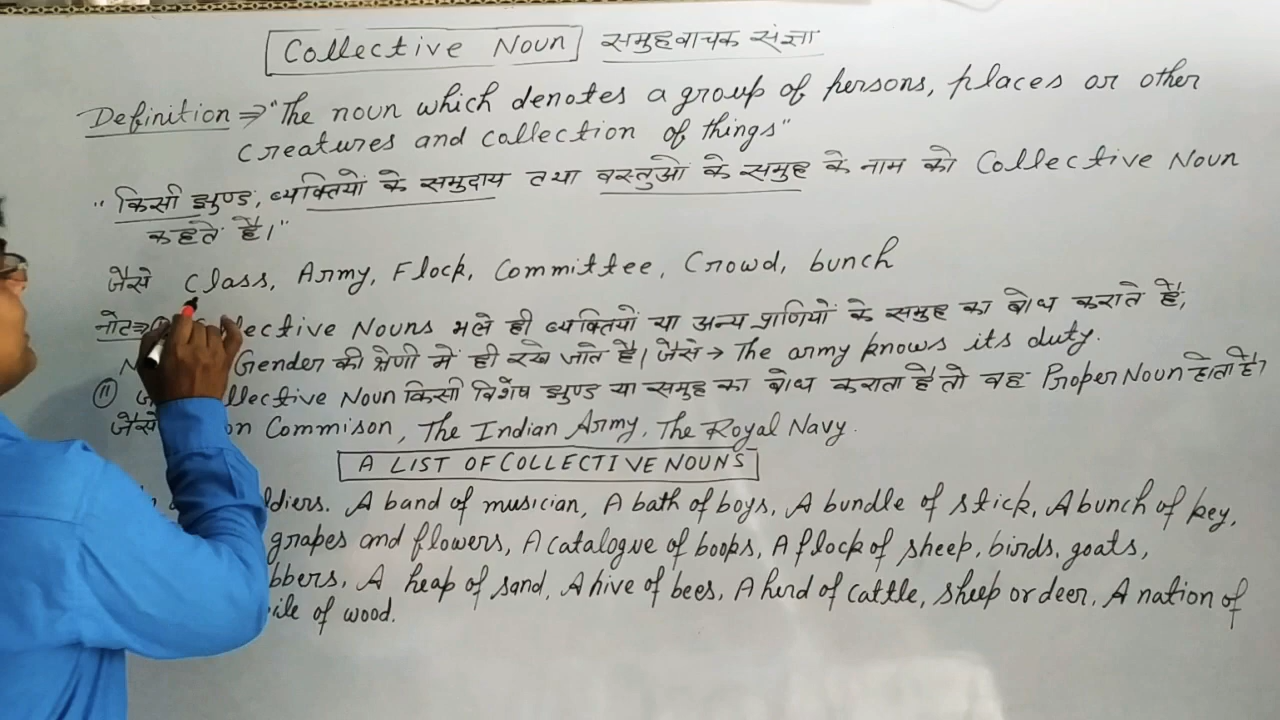 Collective Noun समुहवाचक संज्ञा
Definition ⇒ "The noun which denotes a group of persons, places or other
creatures and collection of things"
"किसी झुण्ड, व्यक्तियों के समुदाय तथा वस्तुओ के समुह के नाम को Collective Noun
कहते है।"
जैसे Class, Army, Flock, Committee, Crowd, bunch
नोट⇒ Collective Nouns भले ही व्यक्तियों या अन्य प्राणियों के समुह का बोध कराते है,
Gender की श्रेणी में ही रखे जाते है। जैसे → The army knows its duty.
(II) Collective Noun किसी विशेष झुण्ड या समुह का बोध कराता है तो वह Proper Noun होता है।
जैसे on Commison, The Indian Army, The Royal Navy.
A LIST OF COLLECTIVE NOUNS
ldiers. A band of musician, A bath of boys, A bundle of stick, A bunch of key,
grapes and flowers, A catalogue of books, A flock of sheep, birds, goats,
bbers, A heap of sand, A hive of bees, A herd of cattle, sheep or deer, A nation of
ile of wood.